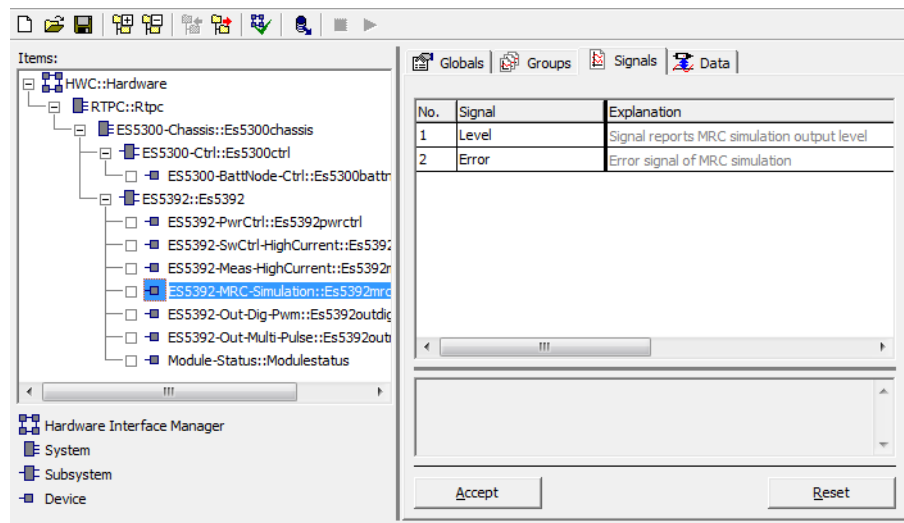 Items:
HWC::Hardware
RTPC::Rtpc
ES5300-Chassis::Es5300chassis
ES5300-Ctrl::Es5300ctrl
ES5300-BattNode-Ctrl::Es5300battn
ES5392::Es5392
ES5392-PwrCtrl::Es5392pwrctrl
ES5392-SwCtrl-HighCurrent::Es5392
ES5392-Meas-HighCurrent::Es5392r
ES5392-MRC-Simulation::Es5392mrc
ES5392-Out-Dig-Pwm::Es5392outdig
ES5392-Out-Multi-Pulse::Es5392outr
Module-Status::Modulestatus
Hardware Interface Manager
System
Subsystem
Device
Globals Groups Signals Data
No. Signal Explanation
1 Level Signal reports MRC simulation output level
2 Error Error signal of MRC simulation
Accept Reset